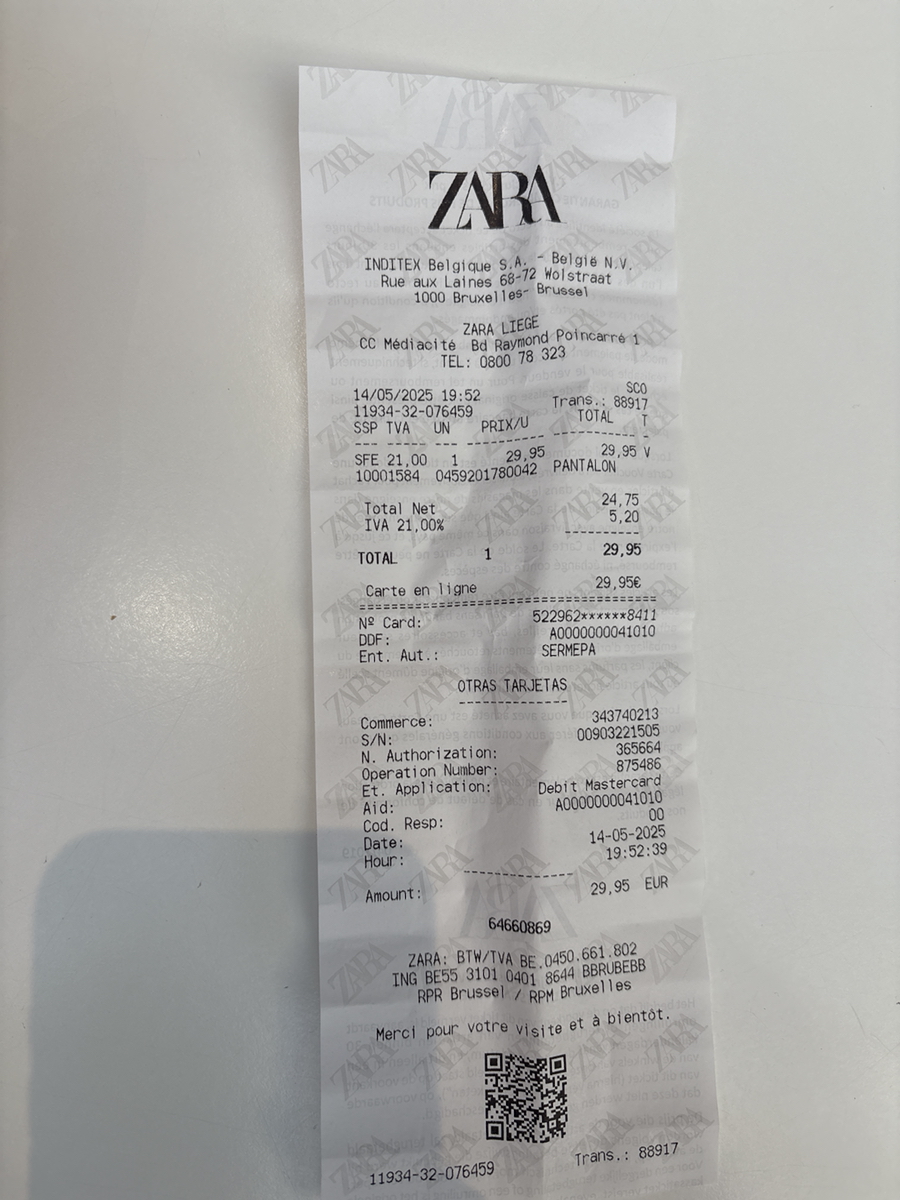 ZARA
INDITEX Belgique S.A. - België N.V.
Rue aux Laines 68-72 Wolstraat
1000 Bruxelles- Brussel
ZARA LIEGE
CC Médiacité Bd Raymond Poincarré 1
TEL: 0800 78 323
SCO
14/05/2025 19:52 Trans.: 88917
11934-32-076459
SSP TVA UN PRIX/U TOTAL T
--- ----- --- ---------- ---------- -
SFE 21,00 1 29,95 29,95 V
10001584 0459201780042 PANTALON
Total Net 24,75
IVA 21,00% 5,20
----------
TOTAL 1 29,95
Carte en ligne 29,95€
========================================
Nº Card: 522962******8411
DDF: A0000000041010
Ent. Aut.: SERMEPA
OTRAS TARJETAS
--------------
Commerce: 343740213
S/N: 00903221505
N. Authorization: 365664
Operation Number: 875486
Et. Application: Debit Mastercard
Aid: A0000000041010
Cod. Resp: 00
Date: 14-05-2025
Hour: 19:52:39
--------------
Amount: 29,95 EUR
64660869
ZARA: BTW/TVA BE.0450.661.802
ING BE55 3101 0401 8644 BBRUBEBB
RPR Brussel / RPM Bruxelles
Merci pour votre visite et à bientôt.
11934-32-076459 Trans.: 88917